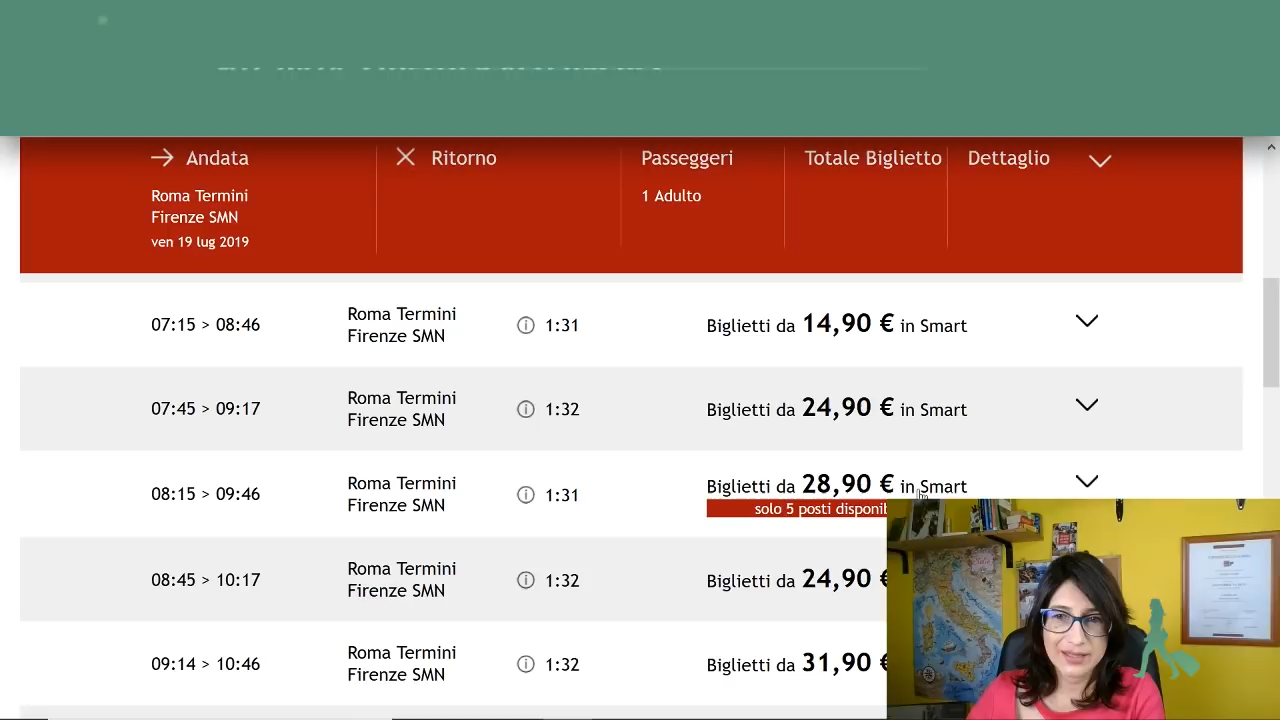 Andata
Ritorno
Passeggeri
Totale Biglietto
Dettaglio
Roma Termini
Firenze SMN
ven 19 lug 2019
1 Adulto
07:15 > 08:46
Roma Termini
Firenze SMN
1:31
Biglietti da 14,90 € in Smart
07:45 > 09:17
Roma Termini
Firenze SMN
1:32
Biglietti da 24,90 € in Smart
08:15 > 09:46
Roma Termini
Firenze SMN
1:31
Biglietti da 28,90 € in Smart
solo 5 posti disponib
08:45 > 10:17
Roma Termini
Firenze SMN
1:32
Biglietti da 24,90 €
09:14 > 10:46
Roma Termini
Firenze SMN
1:32
Biglietti da 31,90 €